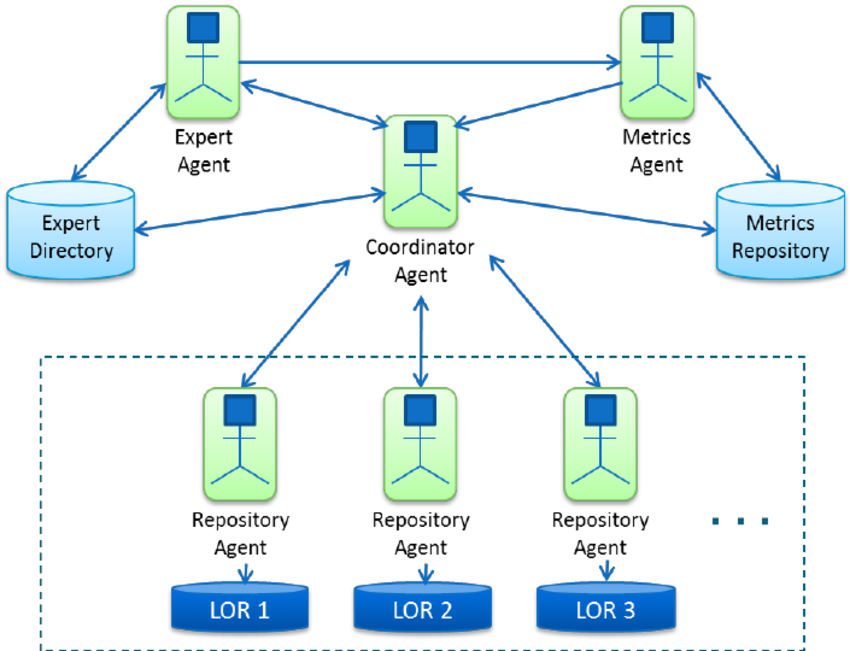 Expert
Agent
Metrics
Agent
Expert
Directory
Coordinator
Agent
Metrics
Repository
Repository
Agent
Repository
Agent
Repository
Agent
. . .
LOR 1
LOR 2
LOR 3